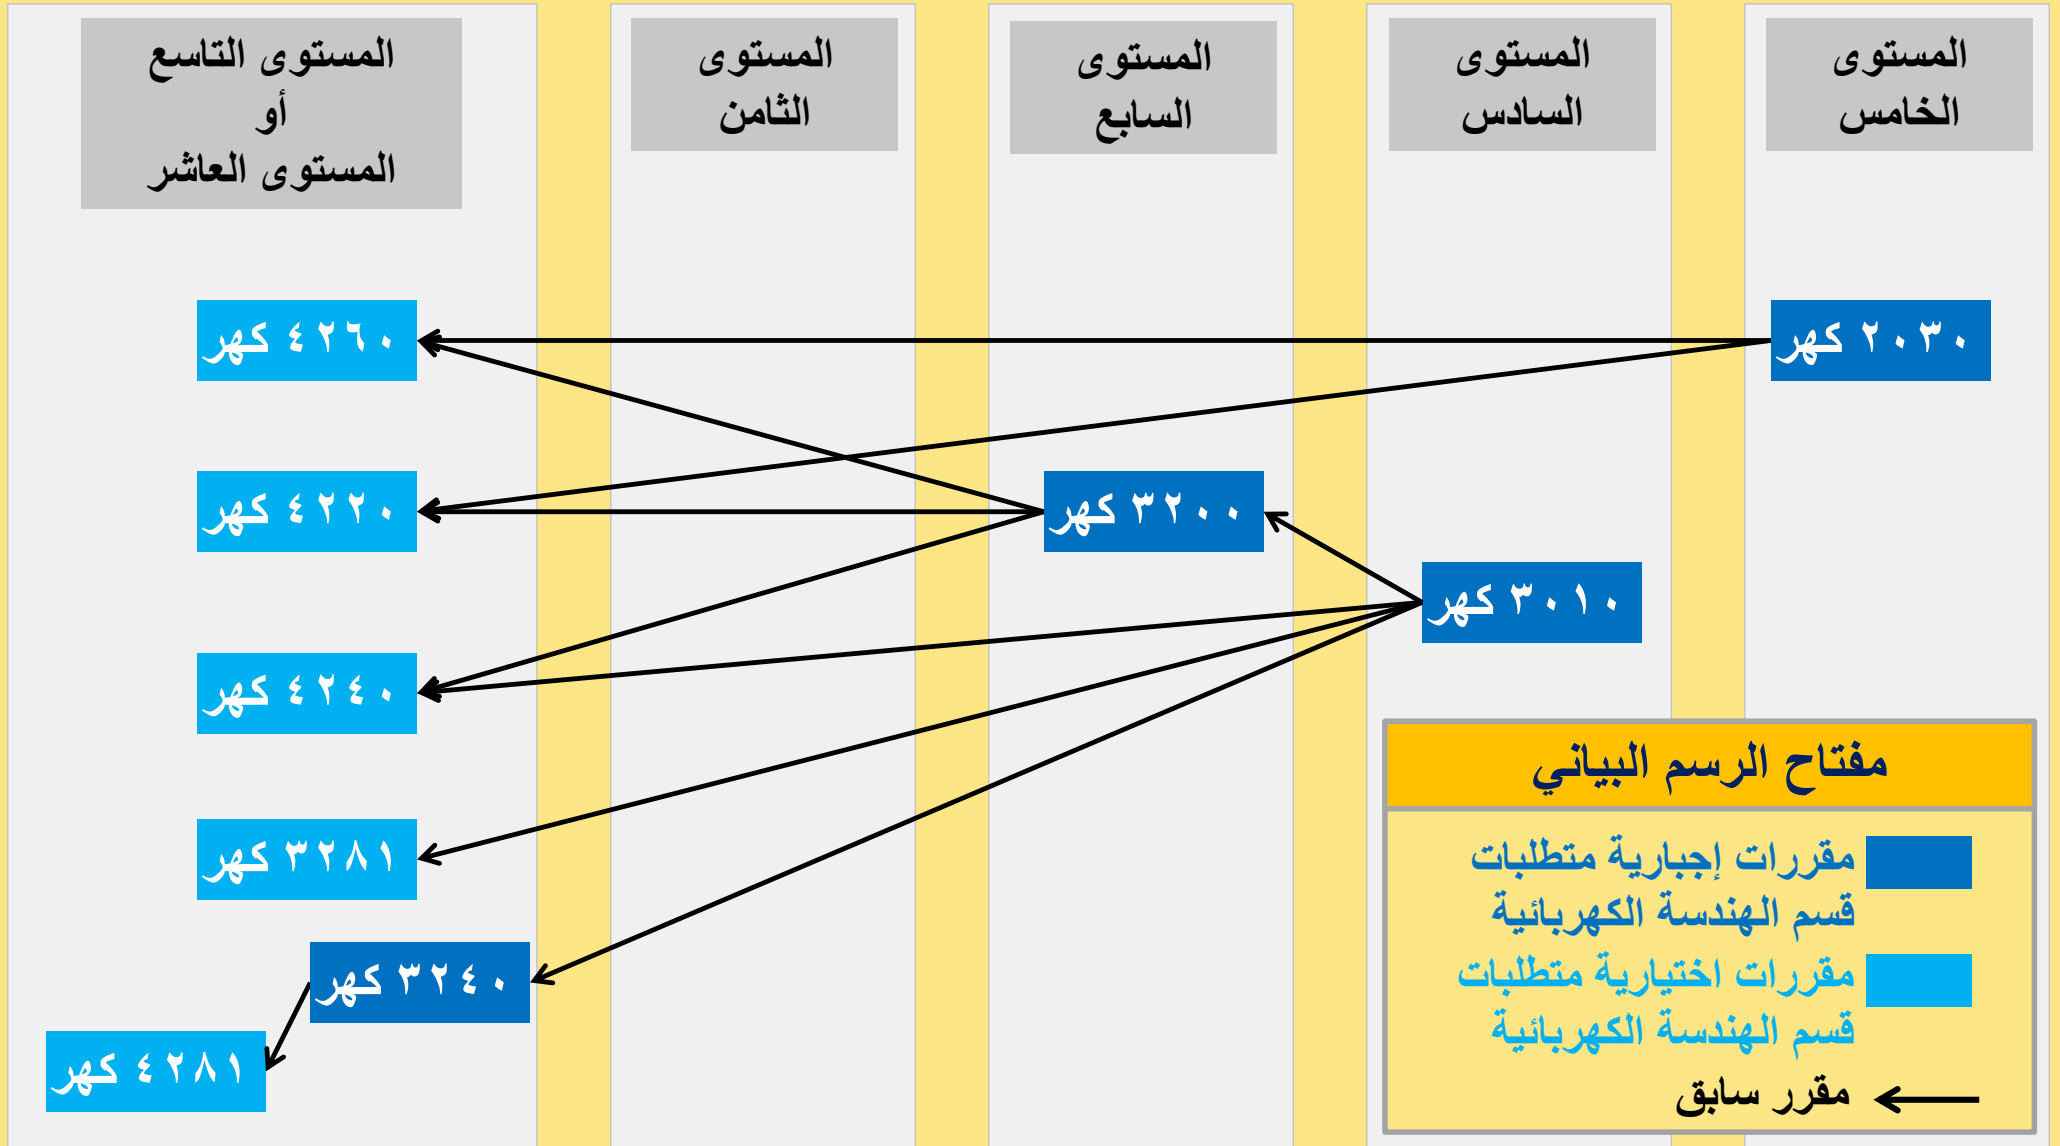 المستوى
الخامس
المستوى
السادس
المستوى
السابع
المستوى
الثامن
المستوى التاسع
أو
المستوى العاشر
٢٠٣٠ كهر
٤٢٦٠ كهر
٣٢٠٠ كهر
٤٢٢٠ كهر
٣٠١٠ كهر
٤٢٤٠ كهر
٣٢٨١ كهر
٣٢٤٠ كهر
٤٢٨١ كهر
مفتاح الرسم البياني
مقررات إجبارية متطلبات
قسم الهندسة الكهربائية
مقررات اختيارية متطلبات
قسم الهندسة الكهربائية
مقرر سابق